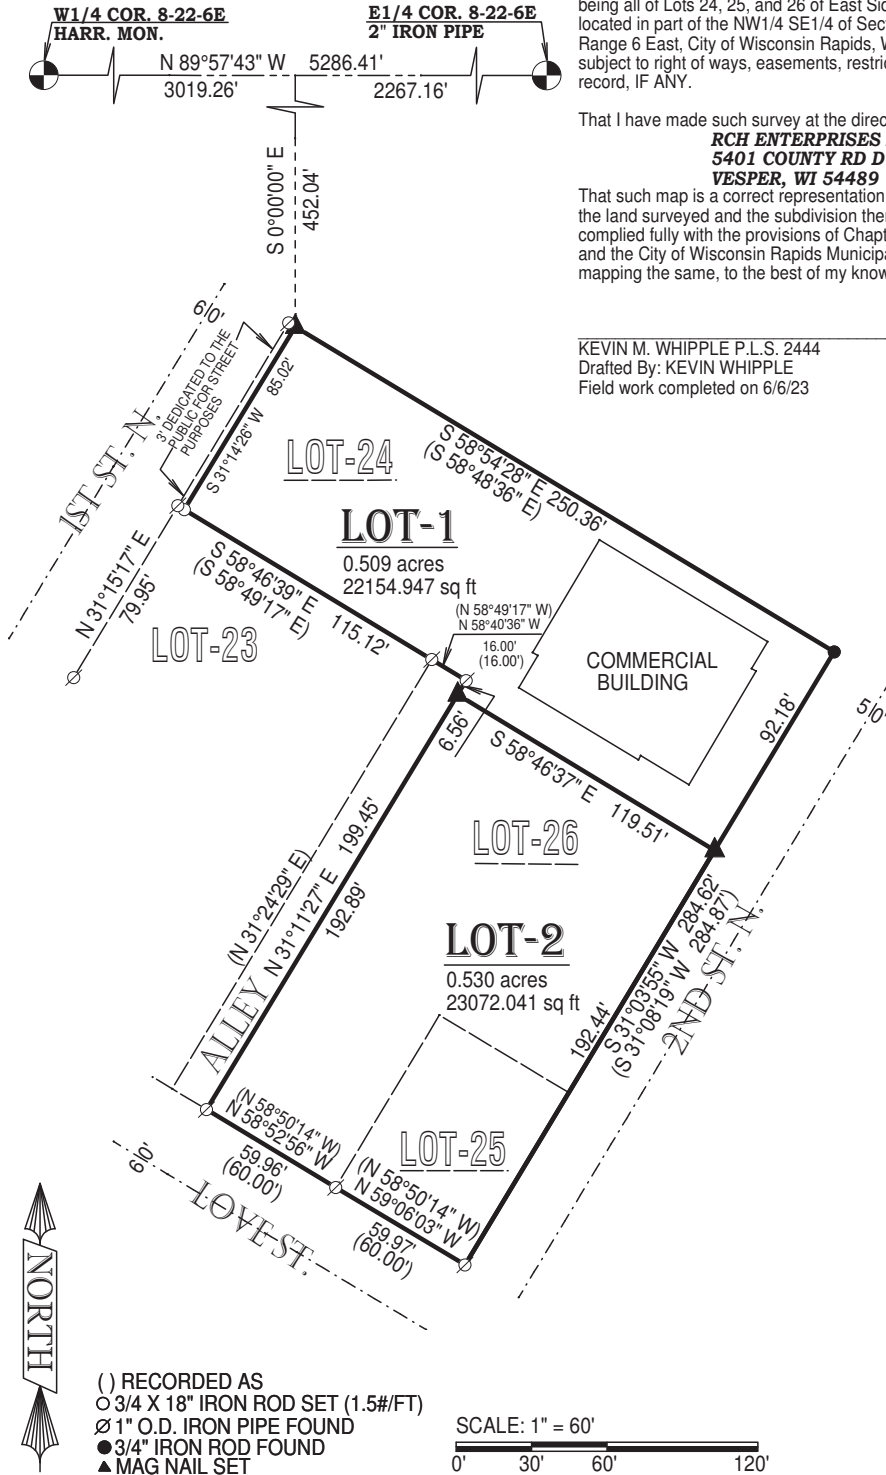 W1/4 COR. 8-22-6E
HARR. MON.
E1/4 COR. 8-22-6E
2" IRON PIPE
N 89°57'43" W 5286.41'
3019.26' 2267.16'
S 0°00'00" E
452.04'
being all of Lots 24, 25, and 26 of East Sid
located in part of the NW1/4 SE1/4 of Sec
Range 6 East, City of Wisconsin Rapids, W
subject to right of ways, easements, restric
record, IF ANY.
That I have made such survey at the direc
RCH ENTERPRISES
5401 COUNTY RD D
VESPER, WI 54489
That such map is a correct representation
the land surveyed and the subdivision ther
complied fully with the provisions of Chapt
and the City of Wisconsin Rapids Municipa
mapping the same, to the best of my know
KEVIN M. WHIPPLE P.L.S. 2444
Drafted By: KEVIN WHIPPLE
Field work completed on 6/6/23
60'
3' DEDICATED TO THE
PUBLIC FOR STREET
PURPOSES
S 31°14'26" W 85.02'
1ST ST. N.
LOT-24
S 58°54'28" E 250.36'
(S 58°48'36" E)
LOT-1
0.509 acres
22154.947 sq ft
N 31°15'17" E
79.95'
S 58°46'39" E 115.12'
(S 58°49'17" E)
LOT-23
(N 58°49'17" W)
N 58°40'36" W
16.00'
(16.00')
COMMERCIAL
BUILDING
92.18'
50'
6.56'
S 58°46'37" E 119.51'
LOT-26
(N 31°24'29" E)
199.45'
N 31°11'27" E
192.89'
ALLEY
LOT-2
0.530 acres
23072.041 sq ft
192.44'
S 31°03'55" W 284.62'
(S 31°08'19" W 284.87')
2ND ST. N.
(N 58°50'14" W)
N 58°52'56" W
59.96'
(60.00')
LOT-25
(N 58°50'14" W)
N 59°06'03" W
59.97'
(60.00')
60'
LOVE ST.
NORTH
( ) RECORDED AS
3/4 X 18" IRON ROD SET (1.5#/FT)
1" O.D. IRON PIPE FOUND
3/4" IRON ROD FOUND
MAG NAIL SET
SCALE: 1" = 60'
0' 30' 60' 120'